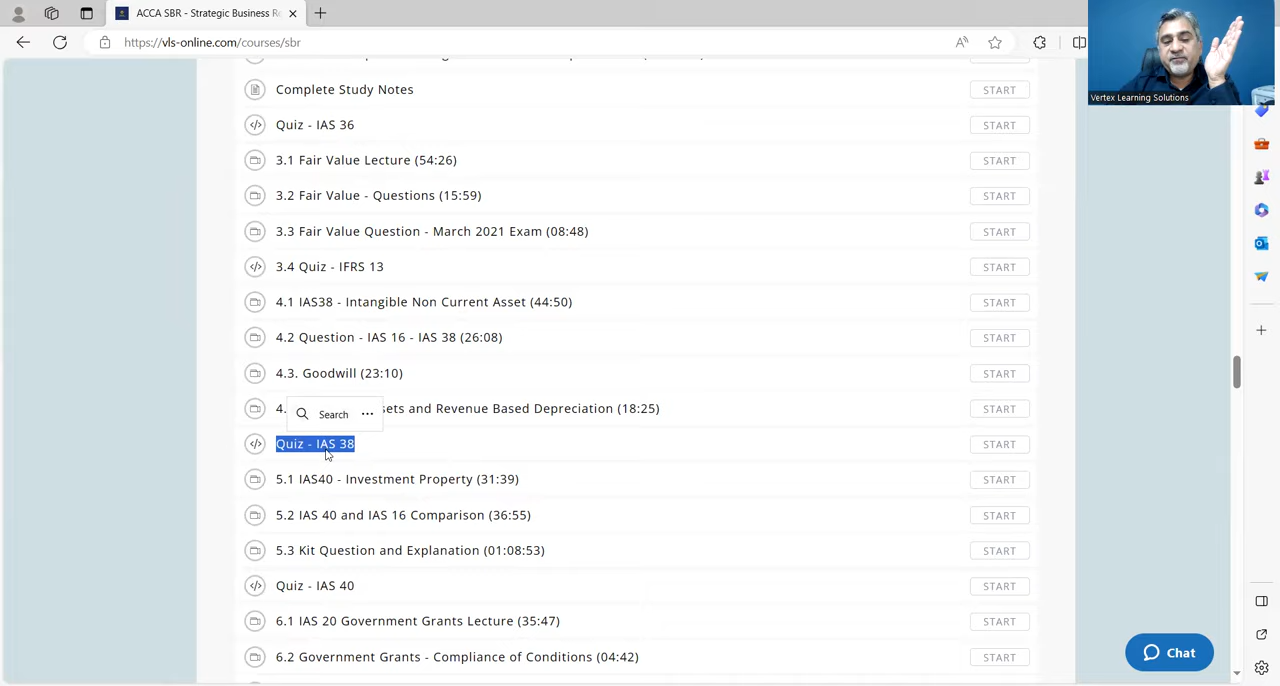 ACCA SBR - Strategic Business Re
https://vls-online.com/courses/sbr
Vertex Learning Solutions
Complete Study Notes START
Quiz - IAS 36 START
3.1 Fair Value Lecture (54:26) START
3.2 Fair Value - Questions (15:59) START
3.3 Fair Value Question - March 2021 Exam (08:48) START
3.4 Quiz - IFRS 13 START
4.1 IAS38 - Intangible Non Current Asset (44:50) START
4.2 Question - IAS 16 - IAS 38 (26:08) START
4.3. Goodwill (23:10) START
4. sets and Revenue Based Depreciation (18:25) START
Search ...
Quiz - IAS 38 START
5.1 IAS40 - Investment Property (31:39) START
5.2 IAS 40 and IAS 16 Comparison (36:55) START
5.3 Kit Question and Explanation (01:08:53) START
Quiz - IAS 40 START
6.1 IAS 20 Government Grants Lecture (35:47) START
6.2 Government Grants - Compliance of Conditions (04:42) START
Chat